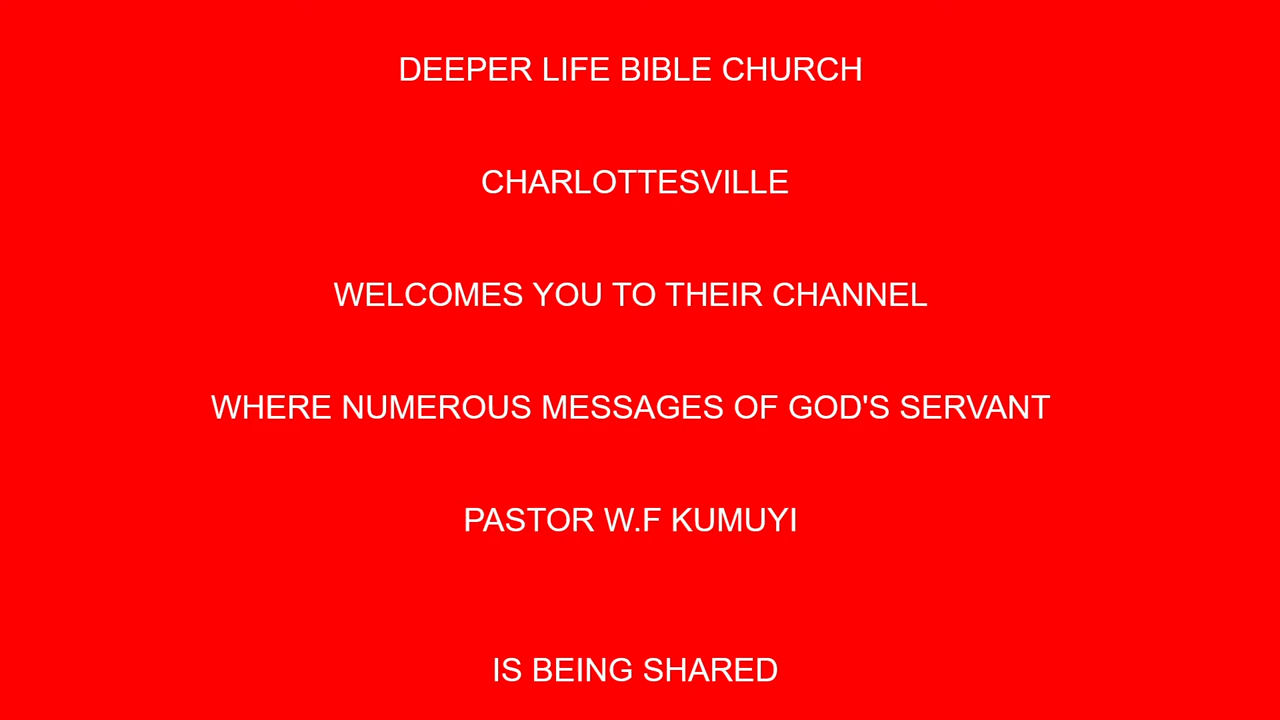 DEEPER LIFE BIBLE CHURCH
CHARLOTTESVILLE
WELCOMES YOU TO THEIR CHANNEL
WHERE NUMEROUS MESSAGES OF GOD'S SERVANT
PASTOR W.F KUMUYI
IS BEING SHARED